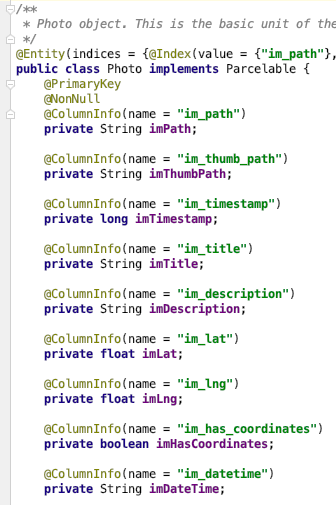 /**
 * Photo object. This is the basic unit of the
 */
@Entity(indices = {@Index(value = {"im_path"},
public class Photo implements Parcelable {
    @PrimaryKey
    @NonNull
    @ColumnInfo(name = "im_path")
    private String imPath;

    @ColumnInfo(name = "im_thumb_path")
    private String imThumbPath;

    @ColumnInfo(name = "im_timestamp")
    private long imTimestamp;

    @ColumnInfo(name = "im_title")
    private String imTitle;

    @ColumnInfo(name = "im_description")
    private String imDescription;

    @ColumnInfo(name = "im_lat")
    private float imLat;

    @ColumnInfo(name = "im_lng")
    private float imLng;

    @ColumnInfo(name = "im_has_coordinates")
    private boolean imHasCoordinates;

    @ColumnInfo(name = "im_datetime")
    private String imDateTime;